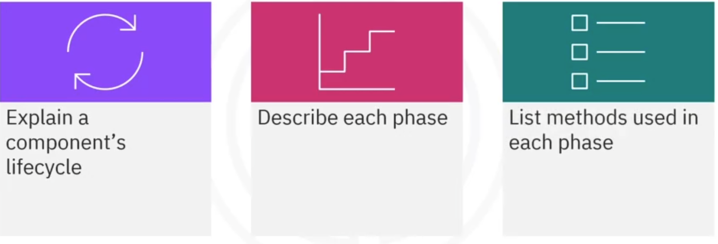 Explain a
component's
lifecycle
Describe each phase
List methods used in
each phase